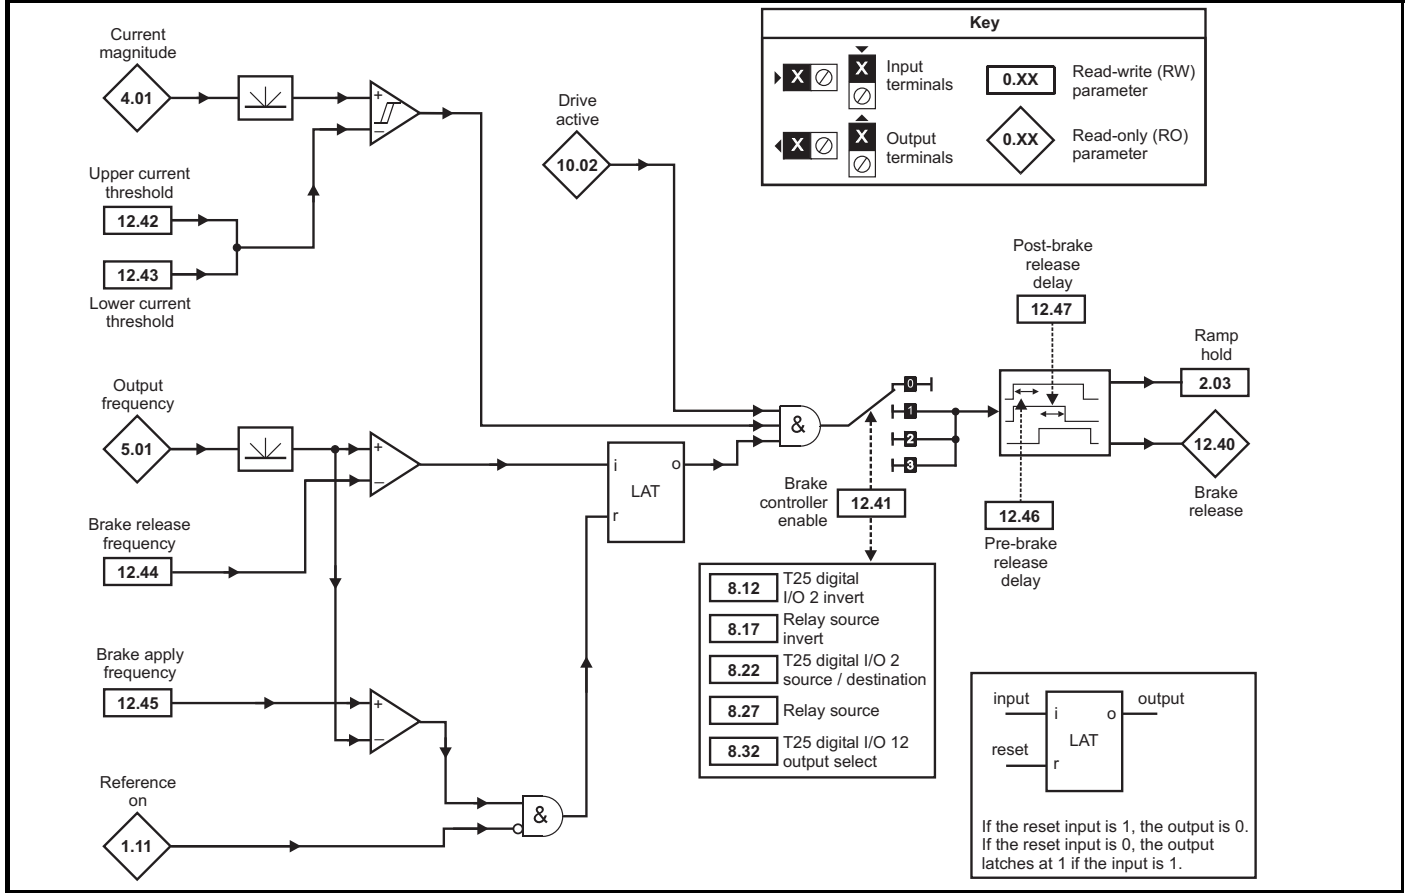 Current
magnitude
4.01
+
−
Upper current
threshold
12.42
12.43
Lower current
threshold
Drive
active
10.02
Key
X
X
Input
terminals
0.XX
Read-write (RW)
parameter
X
X
Output
terminals
0.XX
Read-only (RO)
parameter
Output
frequency
5.01
+
−
Brake release
frequency
12.44
i
o
LAT
r
&
0
1
2
3
Brake
controller
enable
12.41
Post-brake
release
delay
12.47
12.46
Pre-brake
release
delay
Ramp
hold
2.03
12.40
Brake
release
Brake apply
frequency
12.45
+
−
Reference
on
1.11
&
8.12
T25 digital
I/O 2 invert
8.17
Relay source
invert
8.22
T25 digital I/O 2
source / destination
8.27
Relay source
8.32
T25 digital I/O 12
output select
input
output
i
o
LAT
reset
r
If the reset input is 1, the output is 0.
If the reset input is 0, the output
latches at 1 if the input is 1.